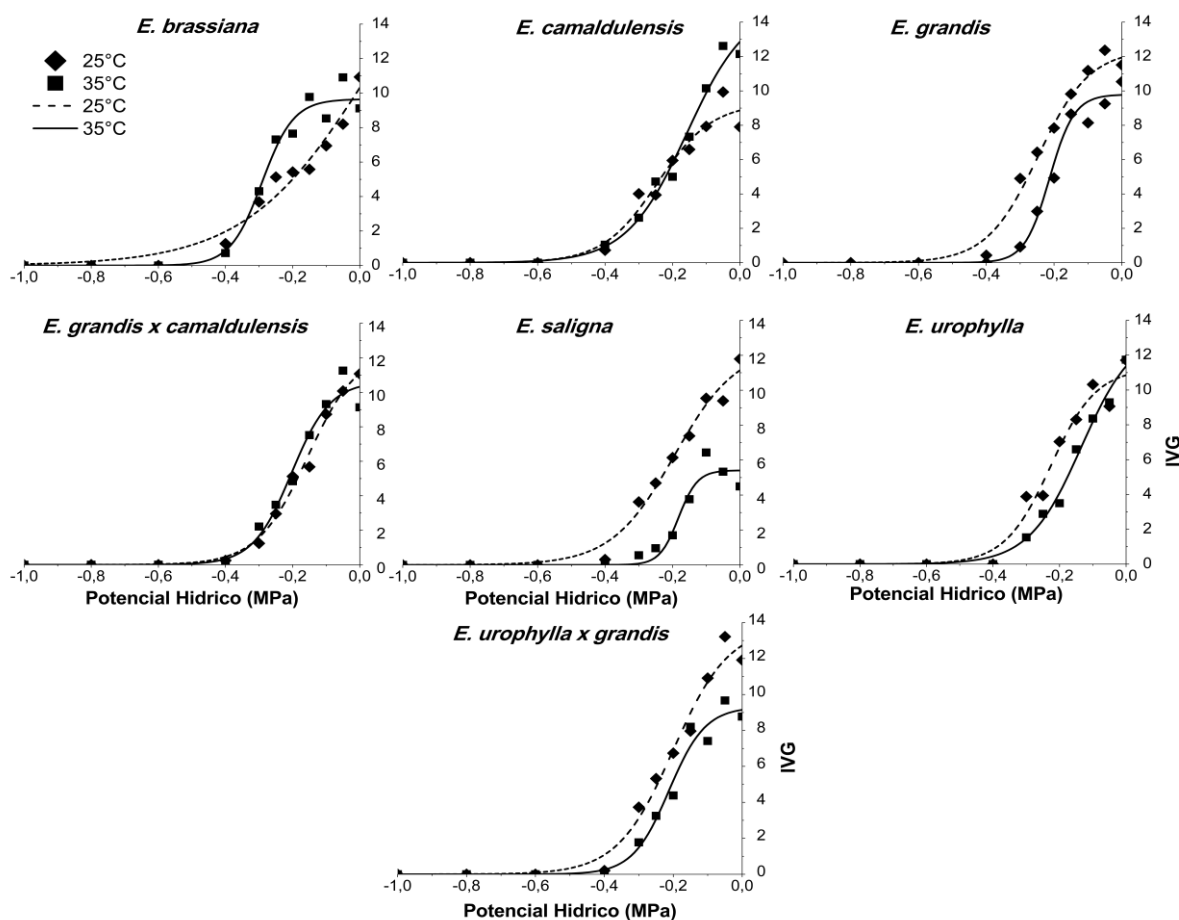 E. brassiana
E. camaldulensis
E. grandis
25°C
35°C
25°C
35°C
14
12
10
8
6
4
2
0
14
12
10
8
6
4
2
0
14
12
10
8
6
4
2
0
-1,0 -0,8 -0,6 -0,4 -0,2 0,0
-1,0 -0,8 -0,6 -0,4 -0,2 0,0
-1,0 -0,8 -0,6 -0,4 -0,2 0,0
E. grandis x camaldulensis
E. saligna
E. urophylla
14
12
10
8
6
4
2
0
14
12
10
8
6
4
2
0
14
12
10
8
6
4
2
0
IVG
-1,0 -0,8 -0,6 -0,4 -0,2 0,0
-1,0 -0,8 -0,6 -0,4 -0,2 0,0
-1,0 -0,8 -0,6 -0,4 -0,2 0,0
Potencial Hidrico (MPa)
Potencial Hidrico (MPa)
Potencial Hidrico (MPa)
E. urophylla x grandis
14
12
10
8
6
4
2
0
IVG
-1,0 -0,8 -0,6 -0,4 -0,2 0,0
Potencial Hidrico (MPa)